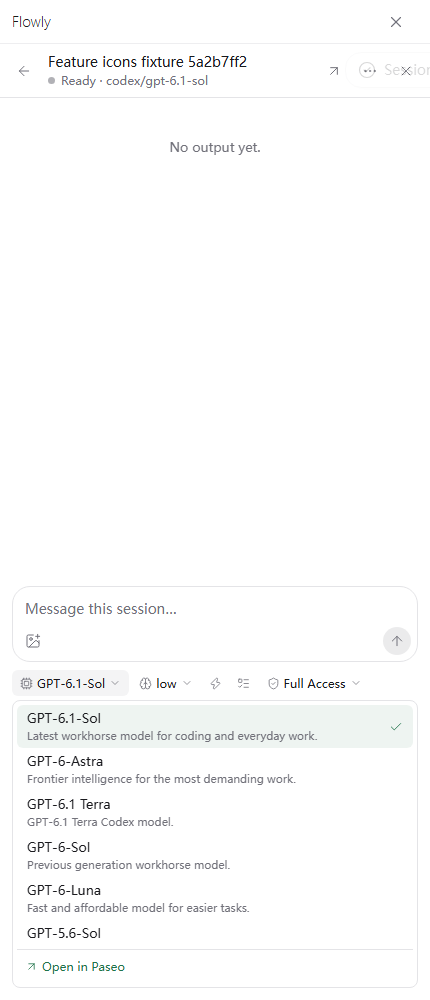 Flowly
Feature icons fixture 5a2b7ff2
Ready · codex/gpt-6.1-sol
No output yet.
Message this session...
GPT-6.1-Sol
low
Full Access
GPT-6.1-Sol
Latest workhorse model for coding and everyday work.
GPT-6-Astra
Frontier intelligence for the most demanding work.
GPT-6.1 Terra
GPT-6.1 Terra Codex model.
GPT-6-Sol
Previous generation workhorse model.
GPT-6-Luna
Fast and affordable model for easier tasks.
GPT-5.6-Sol
Open in Paseo